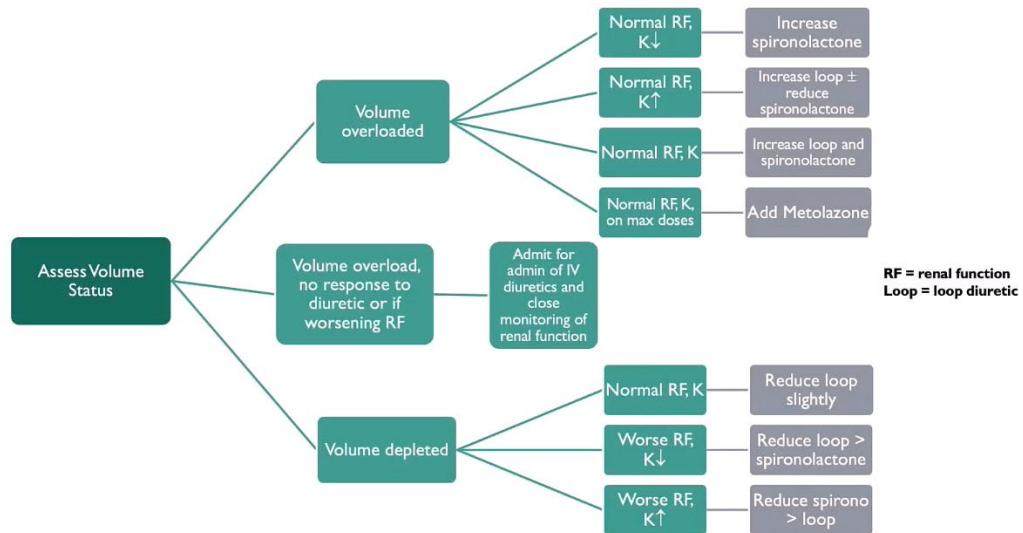 Assess Volume
Status
Volume
overloaded
Normal RF,
K↓
Increase
spironolactone
Normal RF,
K↑
Increase loop ±
reduce
spironolactone
Normal RF, K
Increase loop and
spironolactone
Normal RF, K,
on max doses
Add Metolazone
Volume overload,
no response to
diuretic or if
worsening RF
Admit for
admin of IV
diuretics and
close
monitoring of
renal function
Volume depleted
Normal RF, K
Reduce loop
slightly
Worse RF,
K↓
Reduce loop >
spironolactone
Worse RF,
K↑
Reduce spirono
> loop
RF = renal function
Loop = loop diuretic